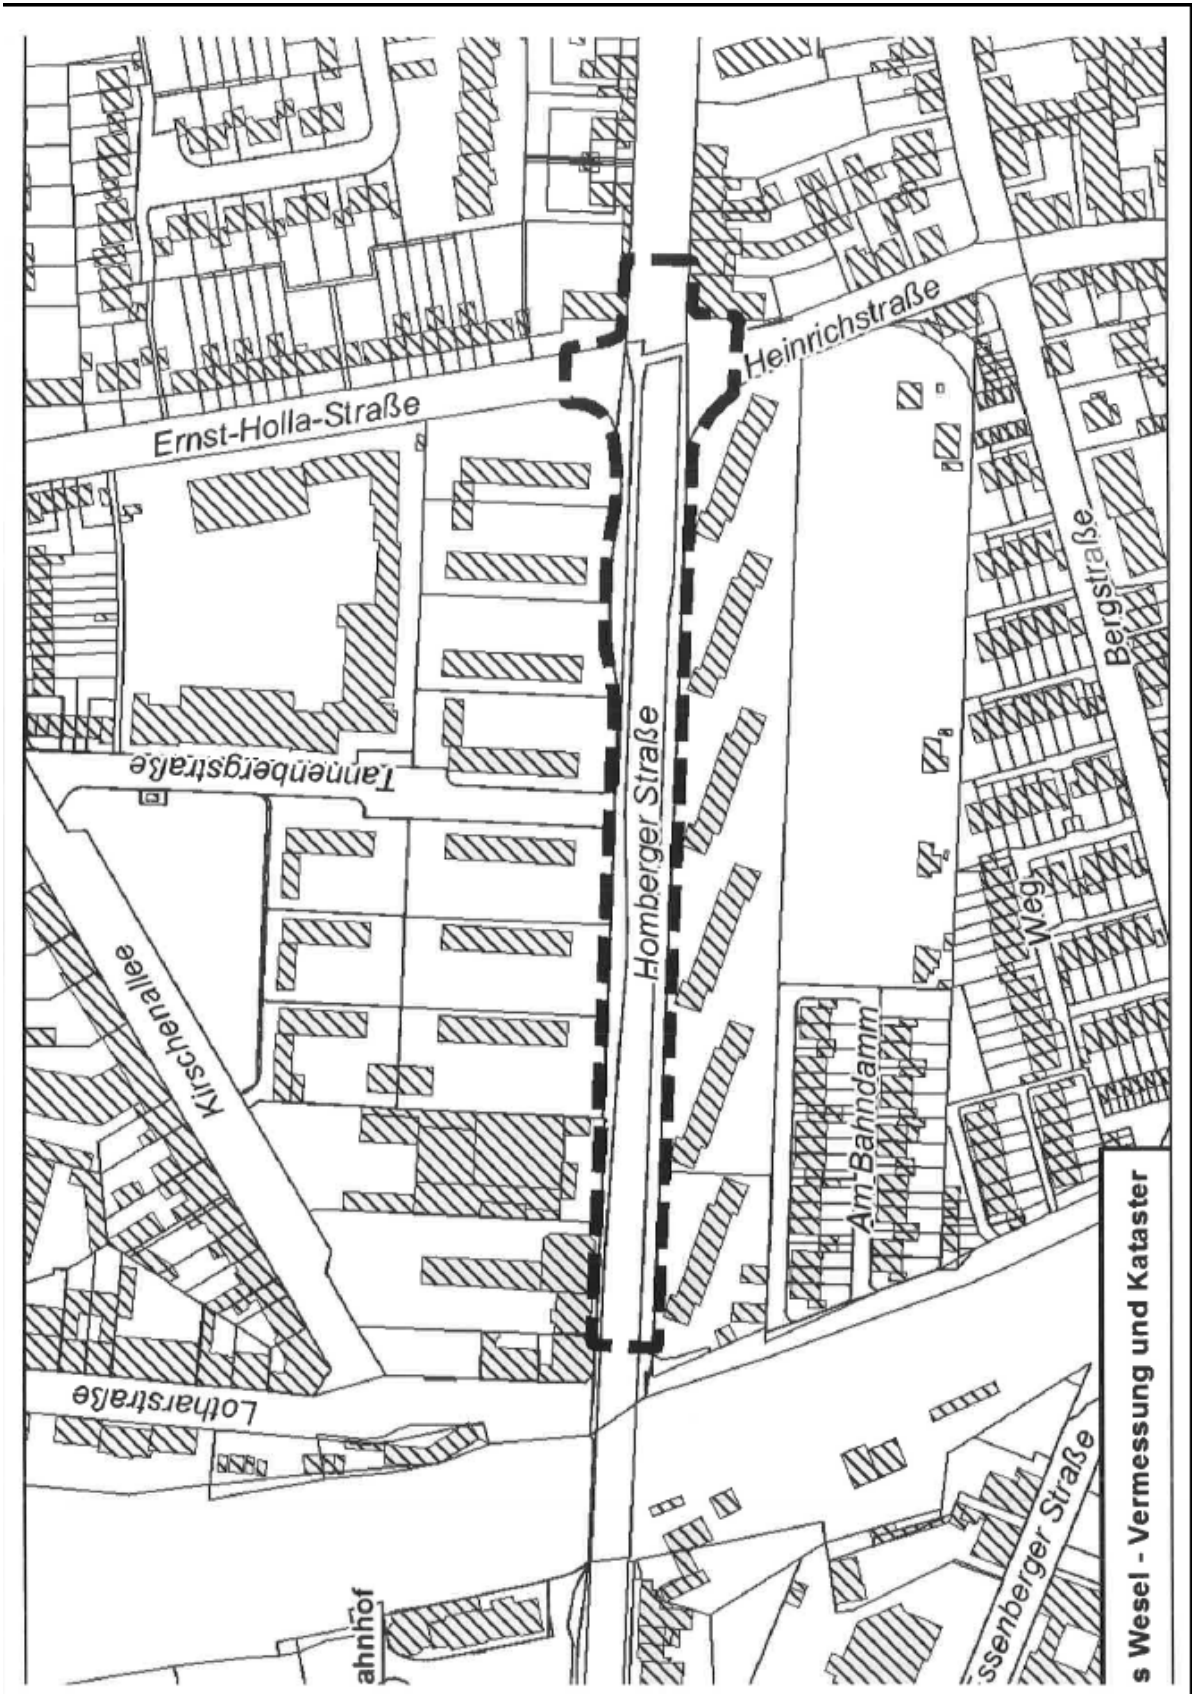 Ernst-Holla-Straße
Heinrichstraße
Bergstraße
Tannenbergstraße
Homberger Straße
Weg
Kirschenallee
Am Bahndamm
Lotharstraße
ssenberger Straße
ahnhof
s Wesel - Vermessung und Kataster